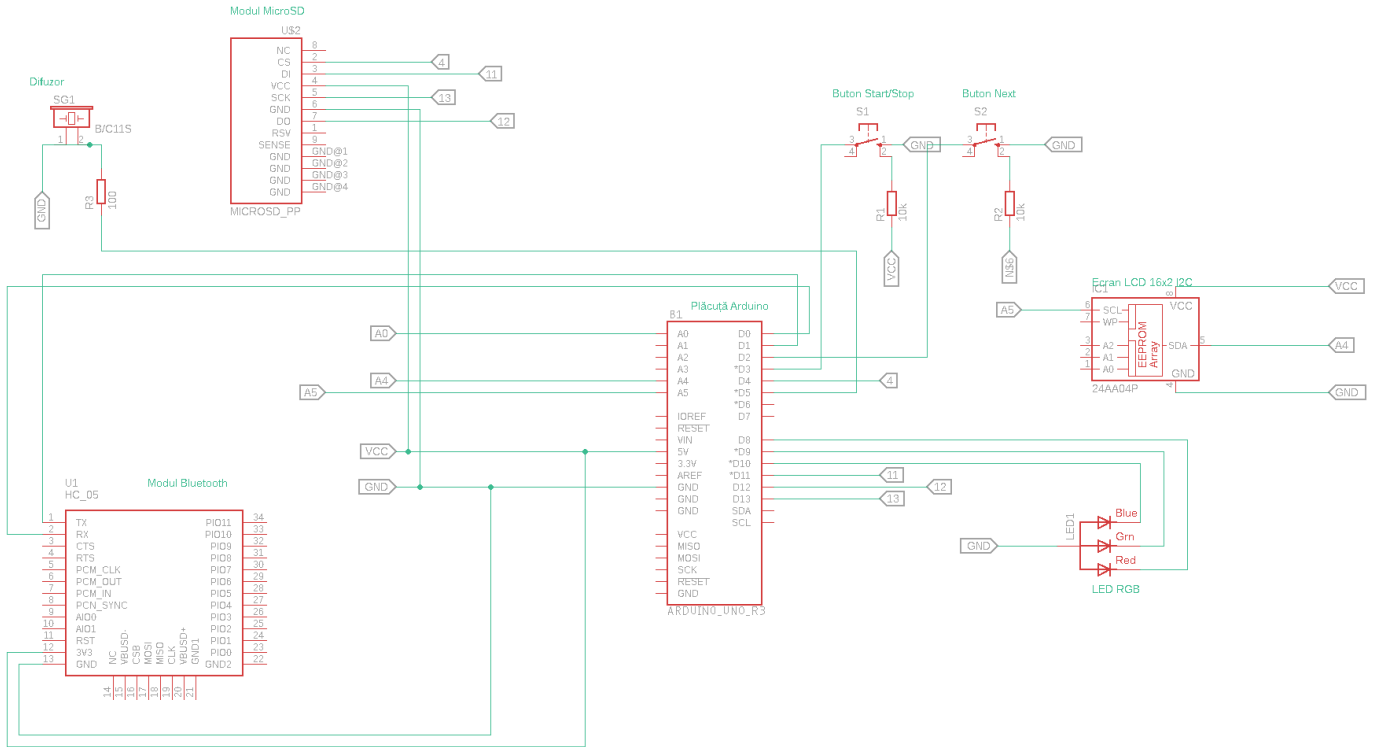 Modul MicroSD
U$2
NC 8
CS 2
DI 3
VCC 4
SCK 5
GND 6
DO 7
RSV 1
SENSE 9
GND GND@1
GND GND@2
GND GND@3
GND GND@4
MICROSD_PP
4
11
13
12
Difuzor
SG1
B/C11S
1 2
GND
R3
100
Buton Start/Stop
S1
3 1
4 2
GND
R1
10k
VCC
Buton Next
S2
3 1
4 2
GND
R2
10k
N$6
Ecran LCD 16x2 I2C
IC1
8
VCC
6 SCL
7 WP
3 A2
2 A1
1 A0
EEPROM
Array
SDA 5
GND
4
24AA04P
A5
VCC
A4
GND
Plăcuță Arduino
B1
A0 D0
A1 D1
A2 D2
A3 *D3
A4 D4
A5 *D5
*D6
IOREF D7
RESET
VIN D8
5V *D9
3.3V *D10
AREF *D11
GND D12
GND D13
GND SDA
SCL
VCC
MISO
MOSI
SCK
RESET
GND
ARDUINO_UNO_R3
A0
A4
A5
VCC
GND
4
11
12
13
Modul Bluetooth
U1
HC_05
1 TX PIO11 34
2 RX PIO10 33
3 CTS PIO9 32
4 RTS PIO8 31
5 PCM_CLK PIO7 30
6 PCM_OUT PIO6 29
7 PCM_IN PIO5 28
8 PCN_SYNC PIO4 27
9 AIO0 PIO3 26
10 AIO1 PIO2 25
11 RST PIO1 24
12 3V3 PIO0 23
13 GND GND2 22
NC VBUSD- CSB MOSI MISO CLK VBUSD+ GND1
14 15 16 17 18 19 20 21
GND
LED1
Blue
Grn
Red
LED RGB